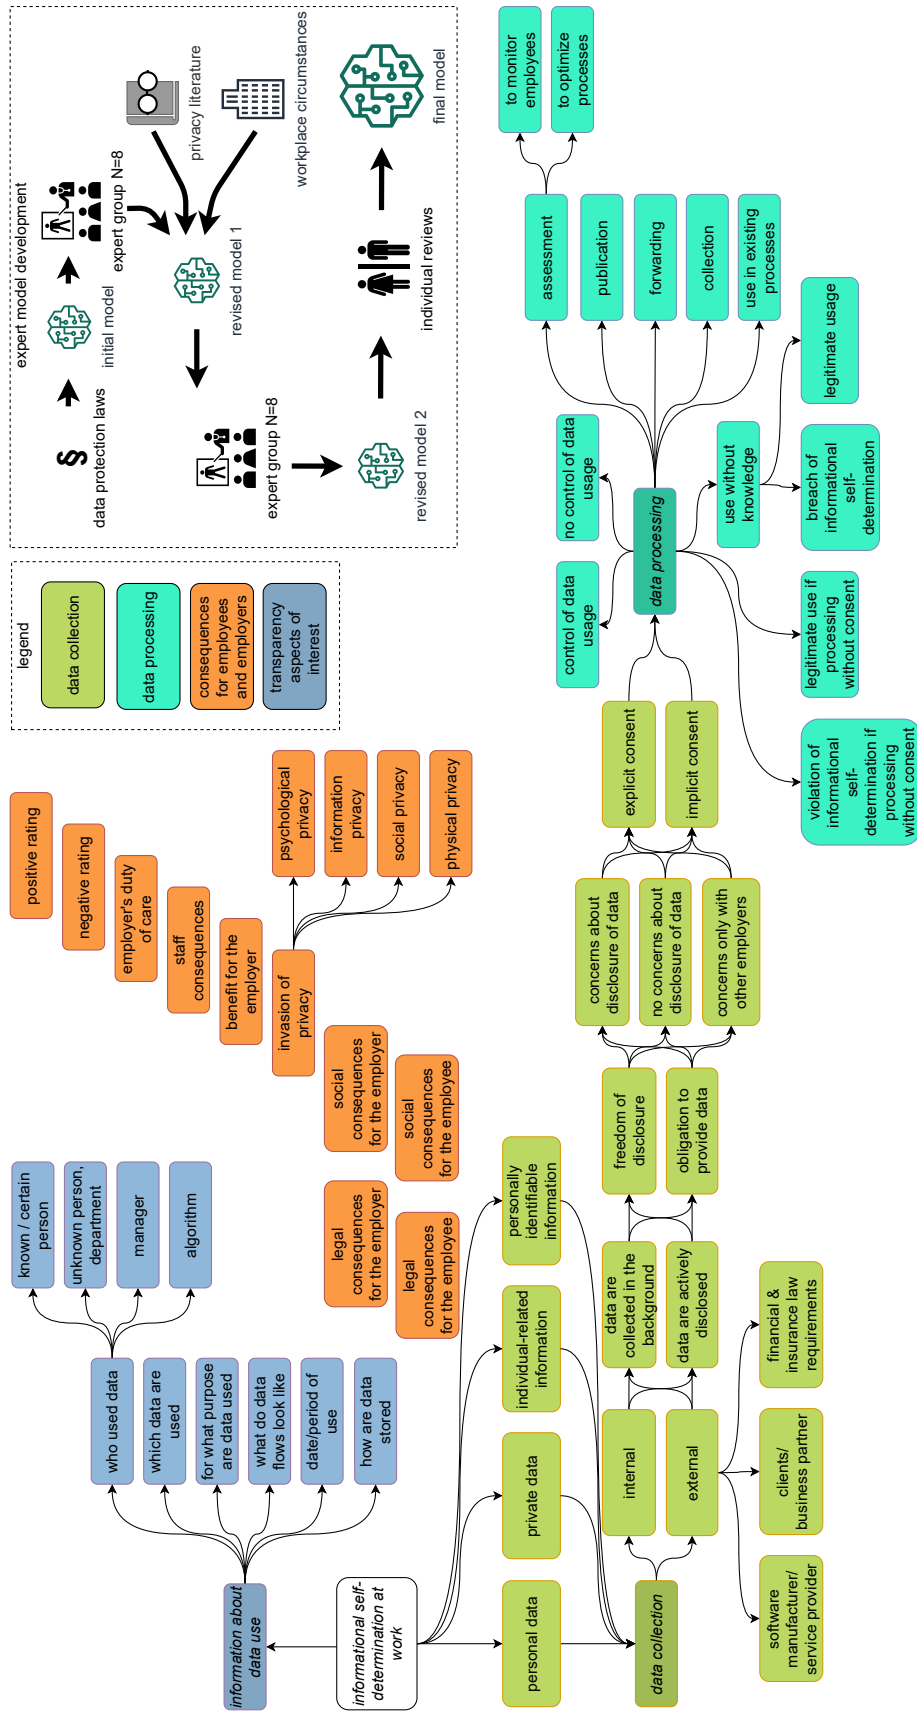 information about
data use
who used data
which data are
used
for what purpose
are data used
what do data
flows look like
date/period of
use
how are data
stored
known / certain
person
unknown person,
department
manager
algorithm
positive rating
negative rating
employer's duty
of care
staff
consequences
benefit for the
employer
invasion of
privacy
psychological
privacy
information
privacy
social privacy
physical privacy
social
consequences
for the employer
social
consequences
for the employee
legal
consequences
for the employer
legal
consequences
for the employee
legend
data collection
data processing
consequences
for employees
and employers
transparency
aspects of
interest
expert model development
§
data protection laws
initial model
expert group N=8
privacy literature
workplace circumstances
revised model 1
expert group N=8
revised model 2
individual reviews
final model
informational self-
determination at
work
personal data
private data
individual-related
information
personally
identifiable
information
data collection
internal
external
software
manufacturer/
service provider
clients/
business partner
financial &
insurance law
requirements
data are
collected in the
background
data are actively
disclosed
freedom of
disclosure
obligation to
provide data
concerns about
disclosure of data
no concerns about
disclosure of data
concerns only with
other employers
explicit consent
implicit consent
data processing
control of data
usage
no control of data
usage
assessment
to monitor
employees
to optimize
processes
publication
forwarding
collection
use in existing
processes
use without
knowledge
violation of
informational
self-
determination if
processing
without consent
legitimate use if
processing
without consent
breach of
informational
self-
determination
legitimate usage